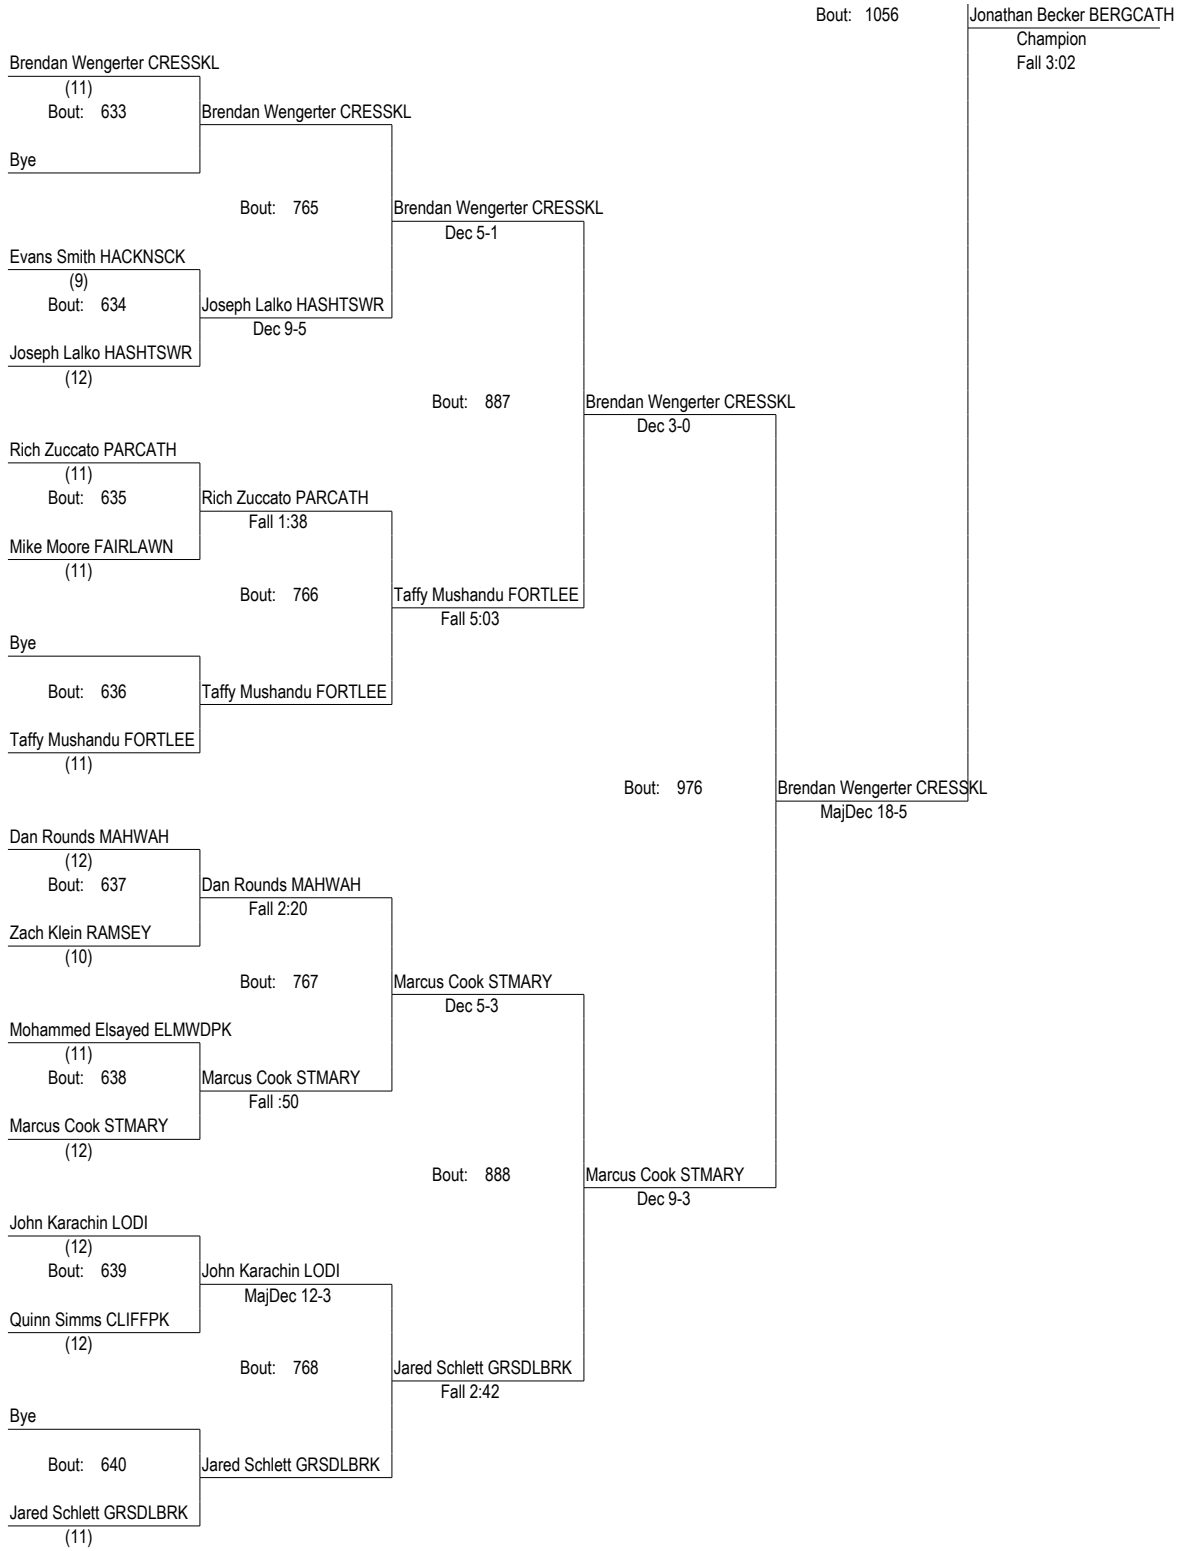 Bout: 1056 Jonathan Becker BERGCATH
Champion
Fall 3:02
Brendan Wengerter CRESSKL
(11)
Bout: 633 Brendan Wengerter CRESSKL
Bye
Bout: 765 Brendan Wengerter CRESSKL
Dec 5-1
Evans Smith HACKNSCK
(9)
Bout: 634 Joseph Lalko HASHTSWR
Dec 9-5
Joseph Lalko HASHTSWR
(12)
Bout: 887 Brendan Wengerter CRESSKL
Dec 3-0
Rich Zuccato PARCATH
(11)
Bout: 635 Rich Zuccato PARCATH
Fall 1:38
Mike Moore FAIRLAWN
(11)
Bout: 766 Taffy Mushandu FORTLEE
Fall 5:03
Bye
Bout: 636 Taffy Mushandu FORTLEE
Taffy Mushandu FORTLEE
(11)
Bout: 976 Brendan Wengerter CRESSKL
MajDec 18-5
Dan Rounds MAHWAH
(12)
Bout: 637 Dan Rounds MAHWAH
Fall 2:20
Zach Klein RAMSEY
(10)
Bout: 767 Marcus Cook STMARY
Dec 5-3
Mohammed Elsayed ELMWDPK
(11)
Bout: 638 Marcus Cook STMARY
Fall :50
Marcus Cook STMARY
(12)
Bout: 888 Marcus Cook STMARY
Dec 9-3
John Karachin LODI
(12)
Bout: 639 John Karachin LODI
MajDec 12-3
Quinn Simms CLIFFPK
(12)
Bout: 768 Jared Schlett GRSDLBRK
Fall 2:42
Bye
Bout: 640 Jared Schlett GRSDLBRK
Jared Schlett GRSDLBRK
(11)